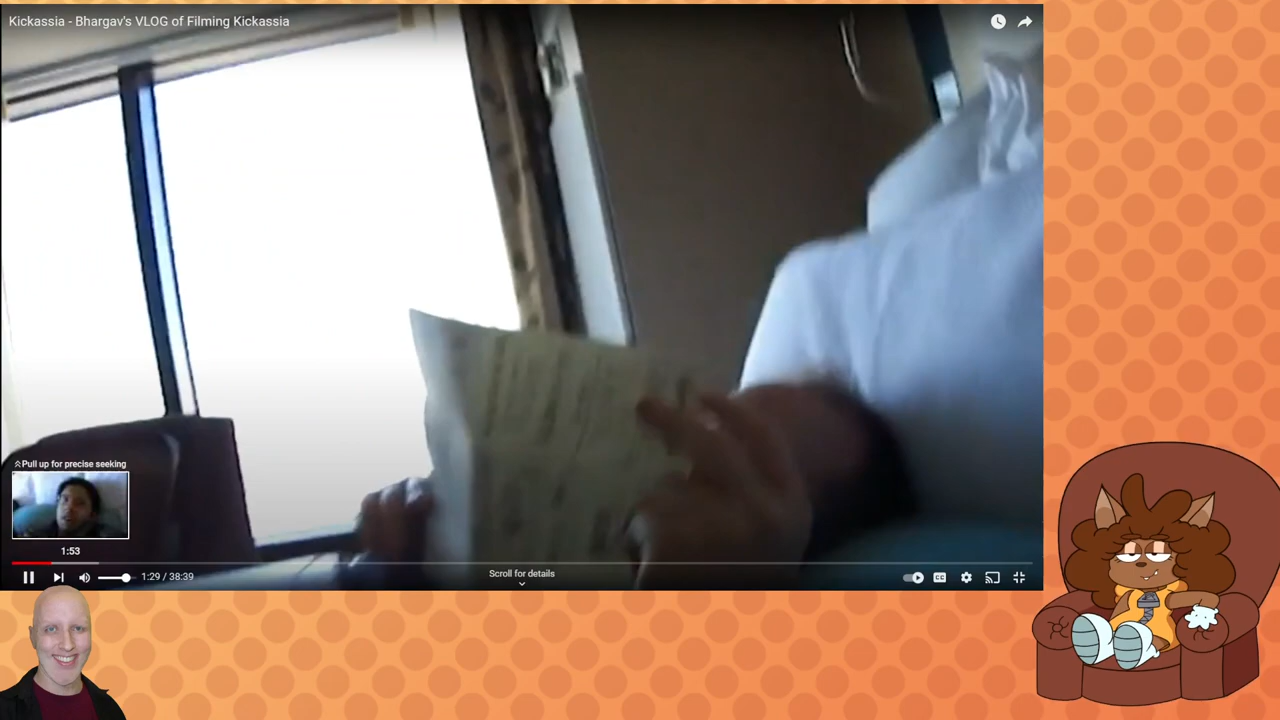 Kickassia - Bhargav's VLOG of Filming Kickassia
Pull up for precise seeking
1:53
1:29 / 38:39
Scroll for details
CC